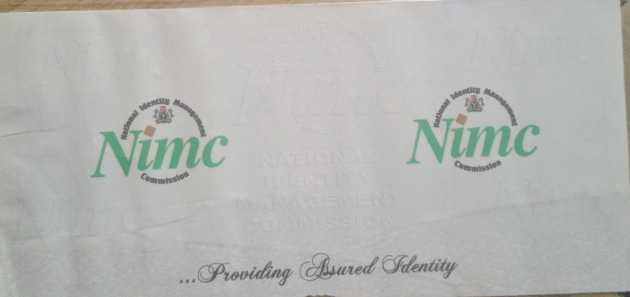 National Identity Management
Nimc
Commission
National Identity Management
Nimc
Commission
NATIONAL
IDENTITY
MANAGEMENT
COMMISSION
...Providing Assured Identity